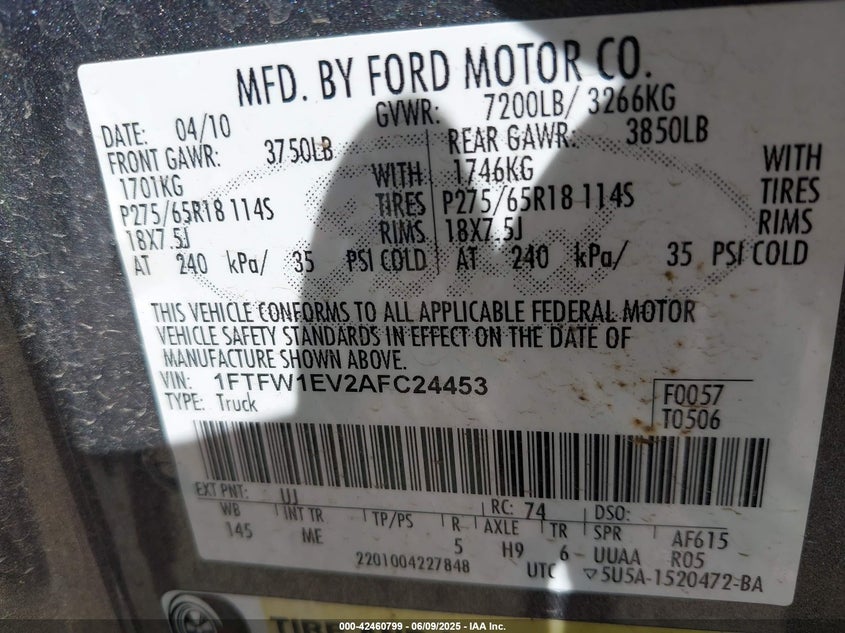 MFD. BY FORD MOTOR CO.
DATE: 04/10 GVWR: 7200LB/ 3266KG
FRONT GAWR: 3750LB REAR GAWR: 3850LB
1701KG WITH 1746KG WITH
P275/65R18 114S TIRES P275/65R18 114S TIRES
18X7.5J RIMS 18X7.5J RIMS
AT 240 kPa/ 35 PSI COLD AT 240 kPa/ 35 PSI COLD
THIS VEHICLE CONFORMS TO ALL APPLICABLE FEDERAL MOTOR
VEHICLE SAFETY STANDARDS IN EFFECT ON THE DATE OF
MANUFACTURE SHOWN ABOVE.
VIN: 1FTFW1EV2AFC24453
TYPE: Truck
F0057
T0506
EXT PNT: UJ RC: 74 DSO:
WB INT TR TP/PS R AXLE TR SPR AF615
145 ME 5 H9 6 UUAA R05
2201004227848 UTC ▽5U5A-1520472-BA
000-42460799 - 06/09/2025 - IAA Inc.